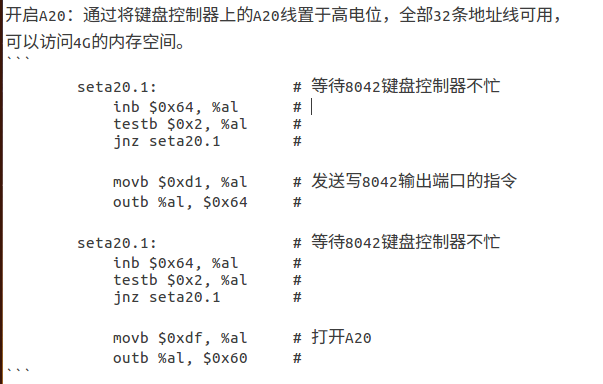 开启A20：通过将键盘控制器上的A20线置于高电位，全部32条地址线可用，
可以访问4G的内存空间。
```
        seta20.1:               # 等待8042键盘控制器不忙
            inb $0x64, %al      #
            testb $0x2, %al     #
            jnz seta20.1        #

            movb $0xd1, %al     # 发送写8042输出端口的指令
            outb %al, $0x64     #

        seta20.1:               # 等待8042键盘控制器不忙
            inb $0x64, %al      #
            testb $0x2, %al     #
            jnz seta20.1        #

            movb $0xdf, %al     # 打开A20
            outb %al, $0x60     #
```